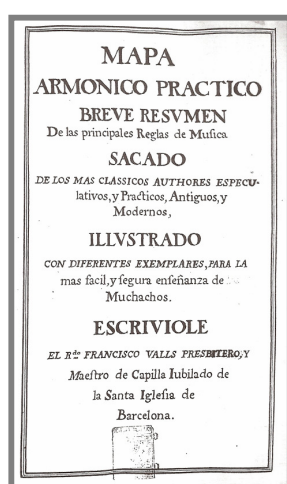 MAPA
ARMONICO PRACTICO
BREVE RESVMEN
De las principales Reglas de Musica
SACADO
DE LOS MAS CLASSICOS AUTHORES ESPECU-
lativos, y Practicos, Antiguos, y
Modernos,
ILLVSTRADO
CON DIFERENTES EXEMPLARES, PARA LA
mas facil, y segura enseñanza de
Muchachos.
ESCRIVIOLE
EL R.do FRANCISCO VALLS PRESBITERO, Y
Maestro de Capilla Iubilado de
la Santa Iglesia de
Barcelona.